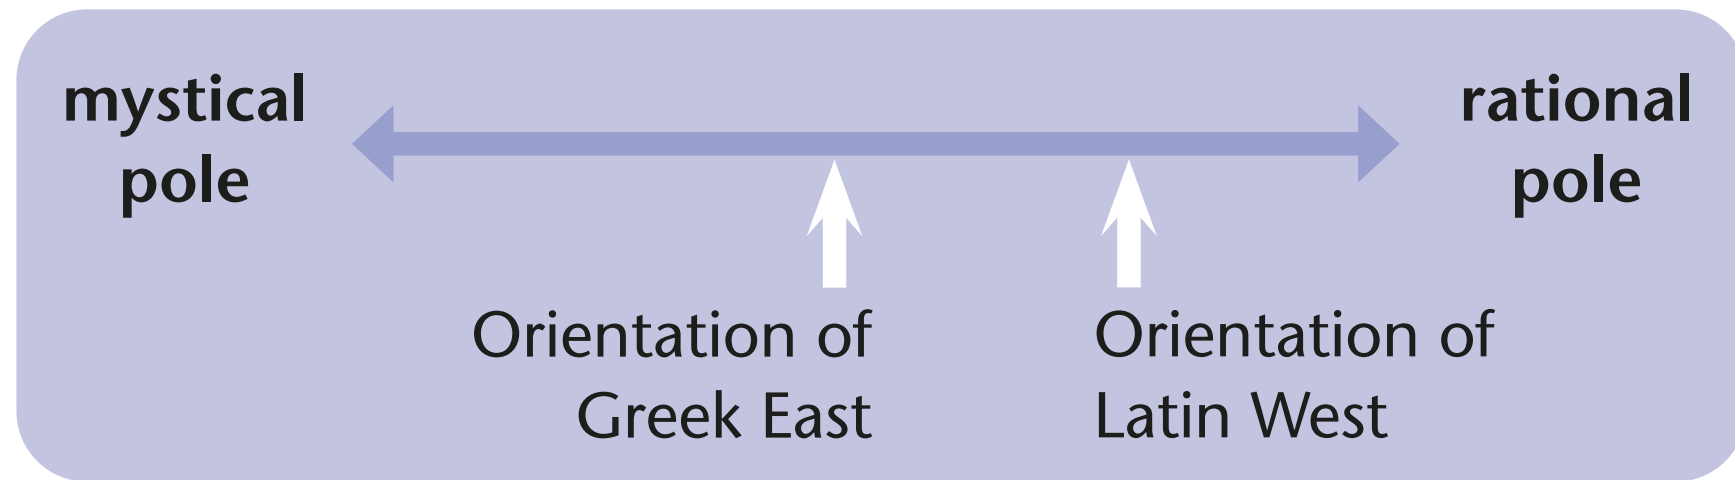 mystical
pole
rational
pole
Orientation of
Greek East
Orientation of
Latin West